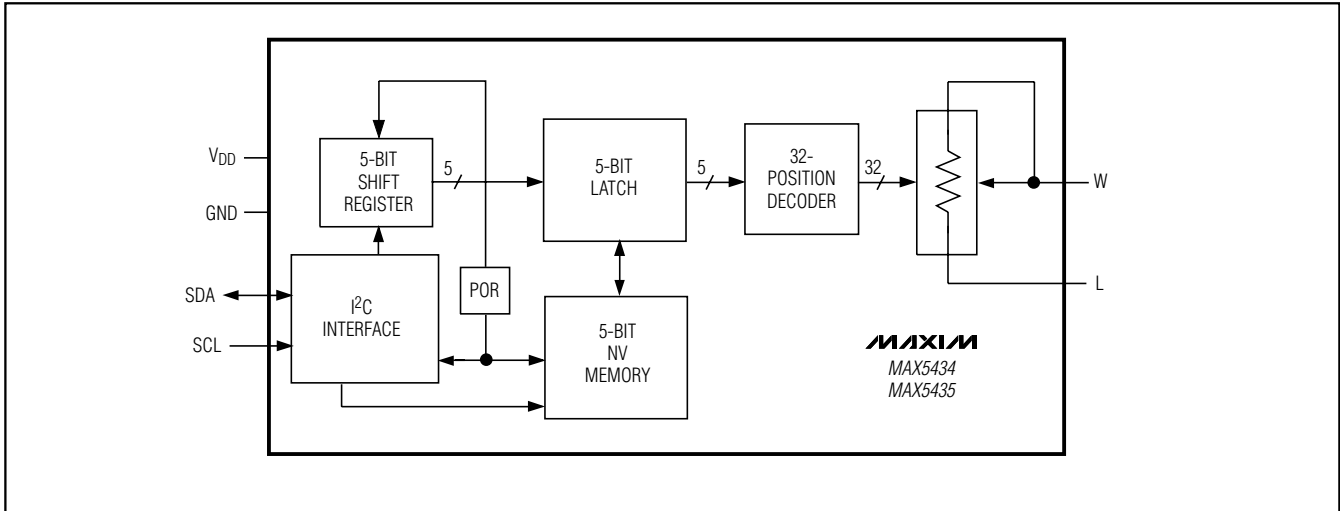 VDD
GND
SDA
SCL
5-BIT
SHIFT
REGISTER
5
I2C
INTERFACE
POR
5-BIT
LATCH
5
5-BIT
NV
MEMORY
32-
POSITION
DECODER
32
W
L
MAXIM
MAX5434
MAX5435